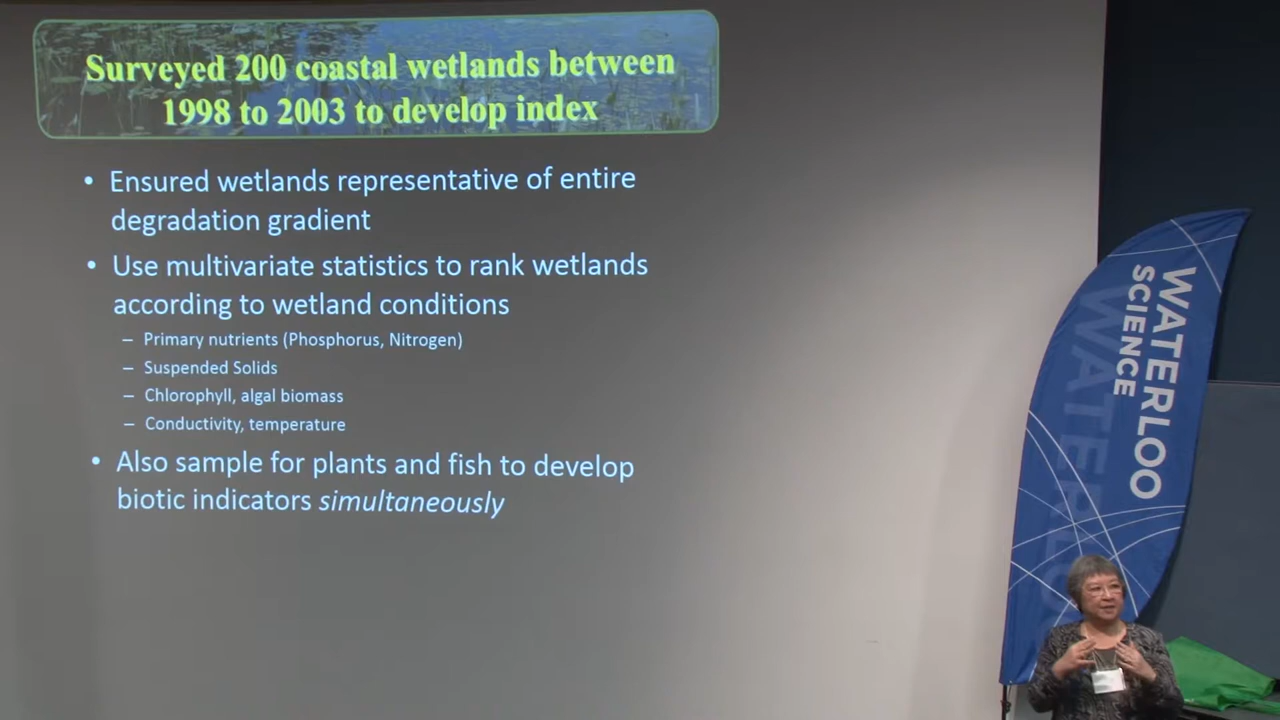 Surveyed 200 coastal wetlands between
1998 to 2003 to develop index
• Ensured wetlands representative of entire
degradation gradient
• Use multivariate statistics to rank wetlands
according to wetland conditions
– Primary nutrients (Phosphorus, Nitrogen)
– Suspended Solids
– Chlorophyll, algal biomass
– Conductivity, temperature
• Also sample for plants and fish to develop
biotic indicators simultaneously
WATERLOO
SCIENCE
WATERLOO